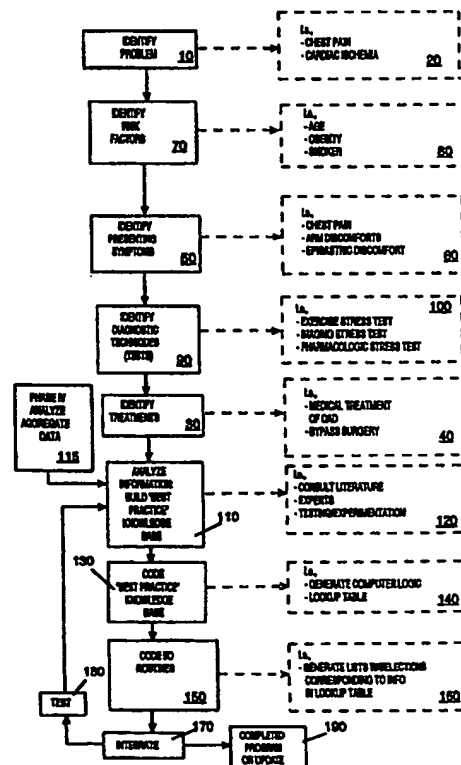 IDENTIFY
PROBLEM
10
i.e.,
- CHEST PAIN
- CARDIAC ISCHEMIA
20
IDENTIFY
RISK
FACTORS
70
i.e.,
- AGE
- OBESITY
- SMOKER
80
IDENTIFY
PRESENTING
SYMPTOMS
50
i.e.,
- CHEST PAIN
- ARM DISCOMFORTS
- EPIGASTRIC DISCOMFORT
60
IDENTIFY
DIAGNOSTIC
TECHNIQUES
(TESTS)
90
i.e.,
100
- EXERCISE STRESS TEST
- IMAGING STRESS TEST
- PHARMACOLOGIC STRESS TEST
PHASE IV
ANALYZE
AGGREGATE
DATA
115
IDENTIFY
TREATMENTS
i.e.,
- MEDICAL TREATMENT
OF CAD
- BYPASS SURGERY
40
ANALYZE
INFORMATION:
BUILD 'BEST
PRACTICE'
KNOWLEDGE
BASE
110
i.e.,
- CONSULT LITERATURE
- EXPERTS
- TESTING/EXPERIMENTATION
120
130
CODE
'BEST PRACTICE'
KNOWLEDGE
BASE
i.e.,
- GENERATE COMPUTER LOGIC
- LOOKUP TABLE
140
CODE I/O
ROUTINES
150
i.e.,
- GENERATE LISTS W/SELECTIONS
CORRESPONDING TO INFO
IN LOOKUP TABLE
160
180
TEST
170
INTEGRATE
190
COMPLETED
PROGRAM
OR UPDATE